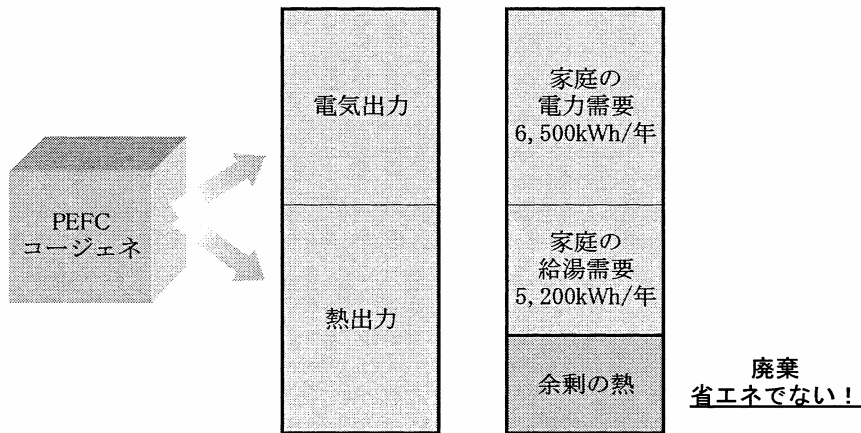 PEFC
コージェネ
電気出力
熱出力
家庭の
電力需要
6,500kWh/年
家庭の
給湯需要
5,200kWh/年
余剰の熱
廃棄
省エネでない！